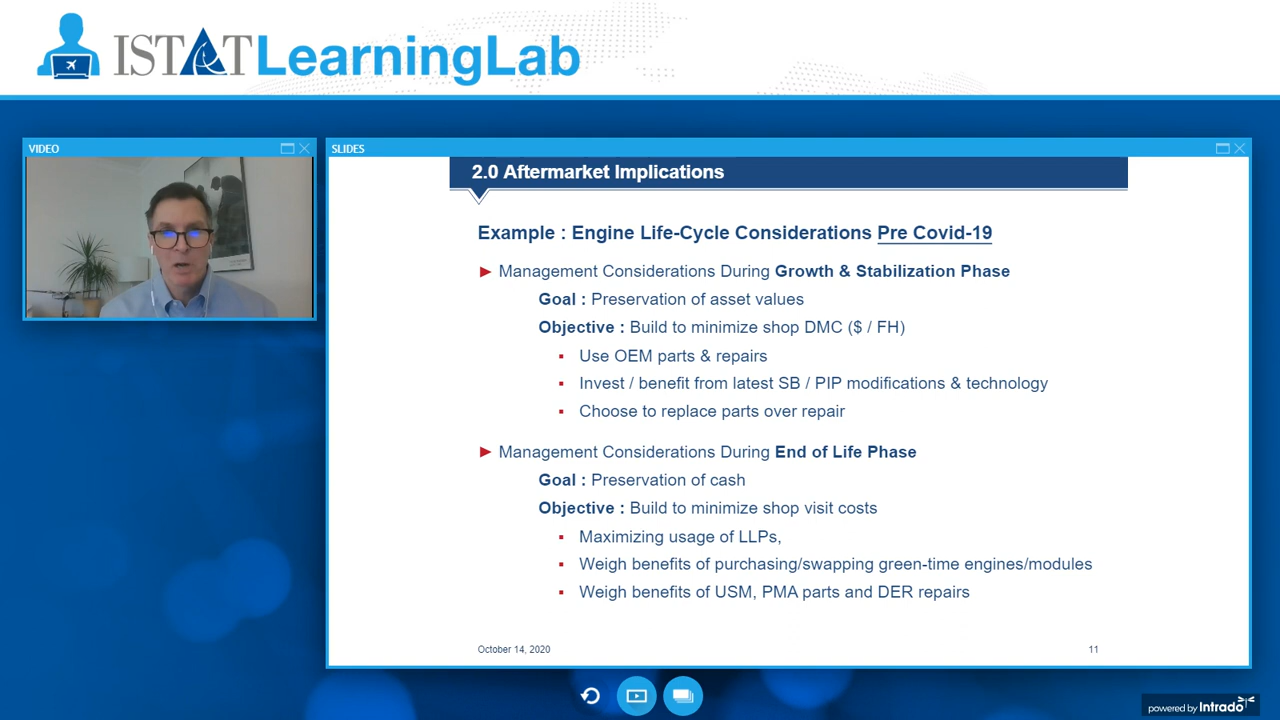 ISTAT LearningLab
VIDEO
SLIDES
2.0 Aftermarket Implications
Example : Engine Life-Cycle Considerations Pre Covid-19
► Management Considerations During Growth & Stabilization Phase
Goal : Preservation of asset values
Objective : Build to minimize shop DMC ($ / FH)
▪ Use OEM parts & repairs
▪ Invest / benefit from latest SB / PIP modifications & technology
▪ Choose to replace parts over repair
► Management Considerations During End of Life Phase
Goal : Preservation of cash
Objective : Build to minimize shop visit costs
▪ Maximizing usage of LLPs,
▪ Weigh benefits of purchasing/swapping green-time engines/modules
▪ Weigh benefits of USM, PMA parts and DER repairs
October 14, 2020
11
powered by Intrado